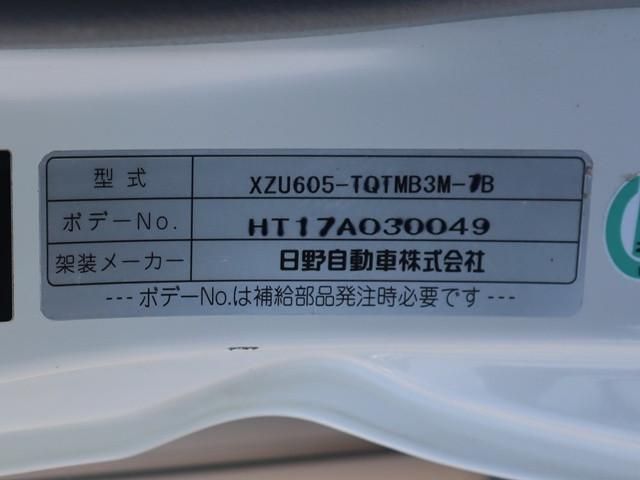 型式 XZU605-TQTMB3M-1B
ボデーNo. HT17A030049
架装メーカー 日野自動車株式会社
---ボデーNo.は補給部品発注時必要です---